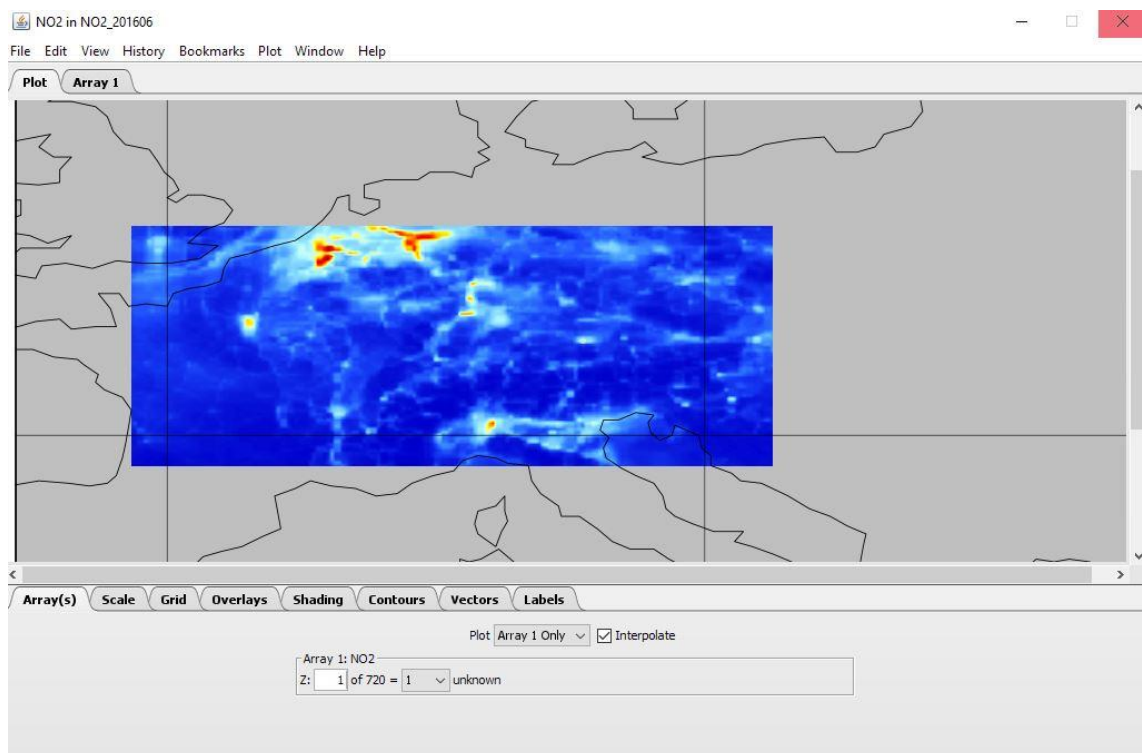 NO2 in NO2_201606
File Edit View History Bookmarks Plot Window Help
Plot Array 1
Array(s) Scale Grid Overlays Shading Contours Vectors Labels
Plot Array 1 Only Interpolate
Array 1: NO2
Z: 1 of 720 = 1 unknown